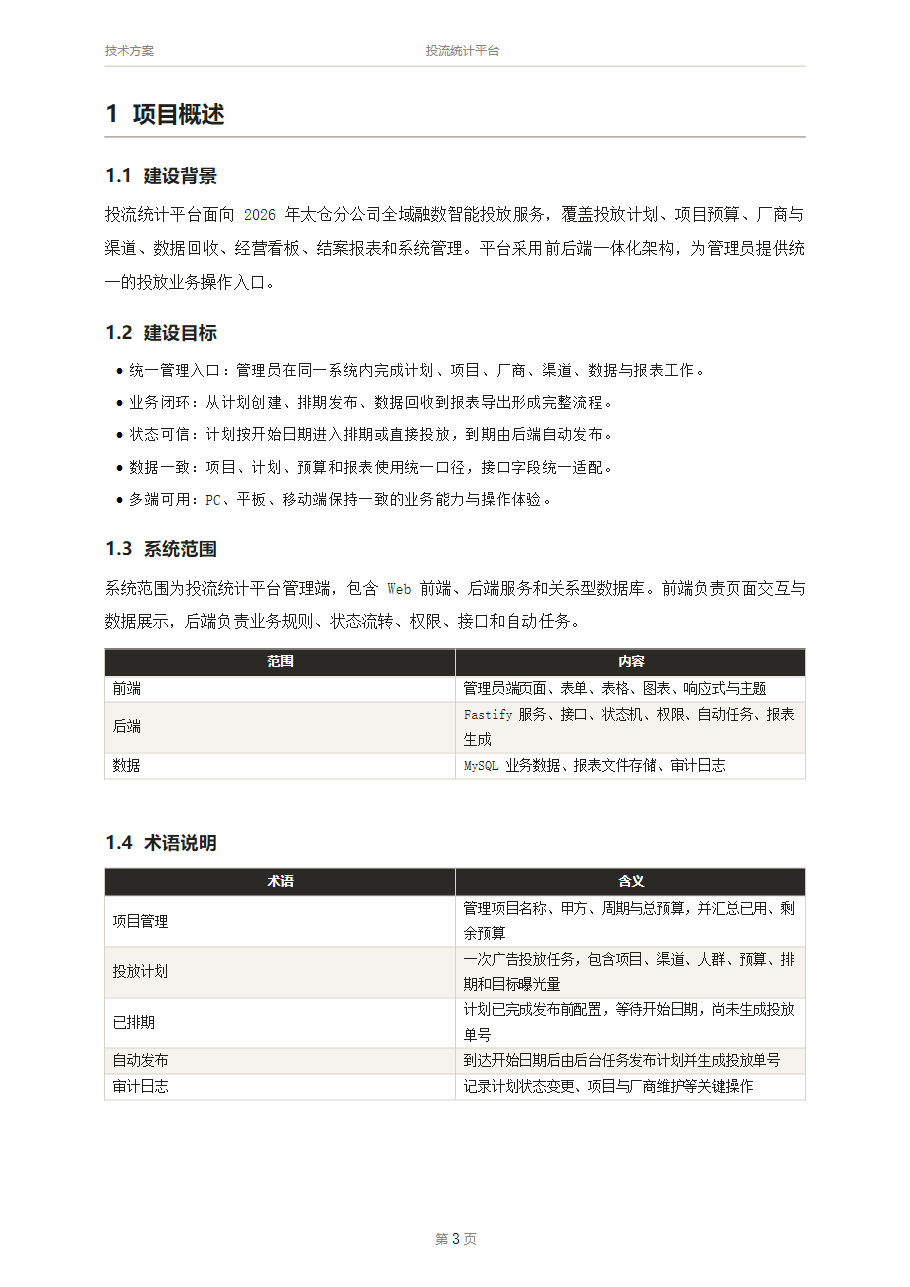 技术方案 投流统计平台
1 项目概述
1.1 建设背景
投流统计平台面向 2026 年太仓分公司全域融数智能投放服务，覆盖投放计划、项目预算、厂商与
渠道、数据回收、经营看板、结案报表和系统管理。平台采用前后端一体化架构，为管理员提供统
一的投放业务操作入口。
1.2 建设目标
● 统一管理入口：管理员在同一系统内完成计划、项目、厂商、渠道、数据与报表工作。
● 业务闭环：从计划创建、排期发布、数据回收到报表导出形成完整流程。
● 状态可信：计划按开始日期进入排期或直接投放，到期由后端自动发布。
● 数据一致：项目、计划、预算和报表使用统一口径，接口字段统一适配。
● 多端可用：PC、平板、移动端保持一致的业务能力与操作体验。
1.3 系统范围
系统范围为投流统计平台管理端，包含 Web 前端、后端服务和关系型数据库。前端负责页面交互与
数据展示，后端负责业务规则、状态流转、权限、接口和自动任务。
范围 内容
前端 管理员端页面、表单、表格、图表、响应式与主题
后端 Fastify 服务、接口、状态机、权限、自动任务、报表
生成
数据 MySQL 业务数据、报表文件存储、审计日志
1.4 术语说明
术语 含义
项目管理 管理项目名称、甲方、周期与总预算，并汇总已用、剩
余预算
投放计划 一次广告投放任务，包含项目、渠道、人群、预算、排
期和目标曝光量
已排期 计划已完成发布前配置，等待开始日期，尚未生成投放
单号
自动发布 到达开始日期后由后台任务发布计划并生成投放单号
审计日志 记录计划状态变更、项目与厂商维护等关键操作
第 3 页